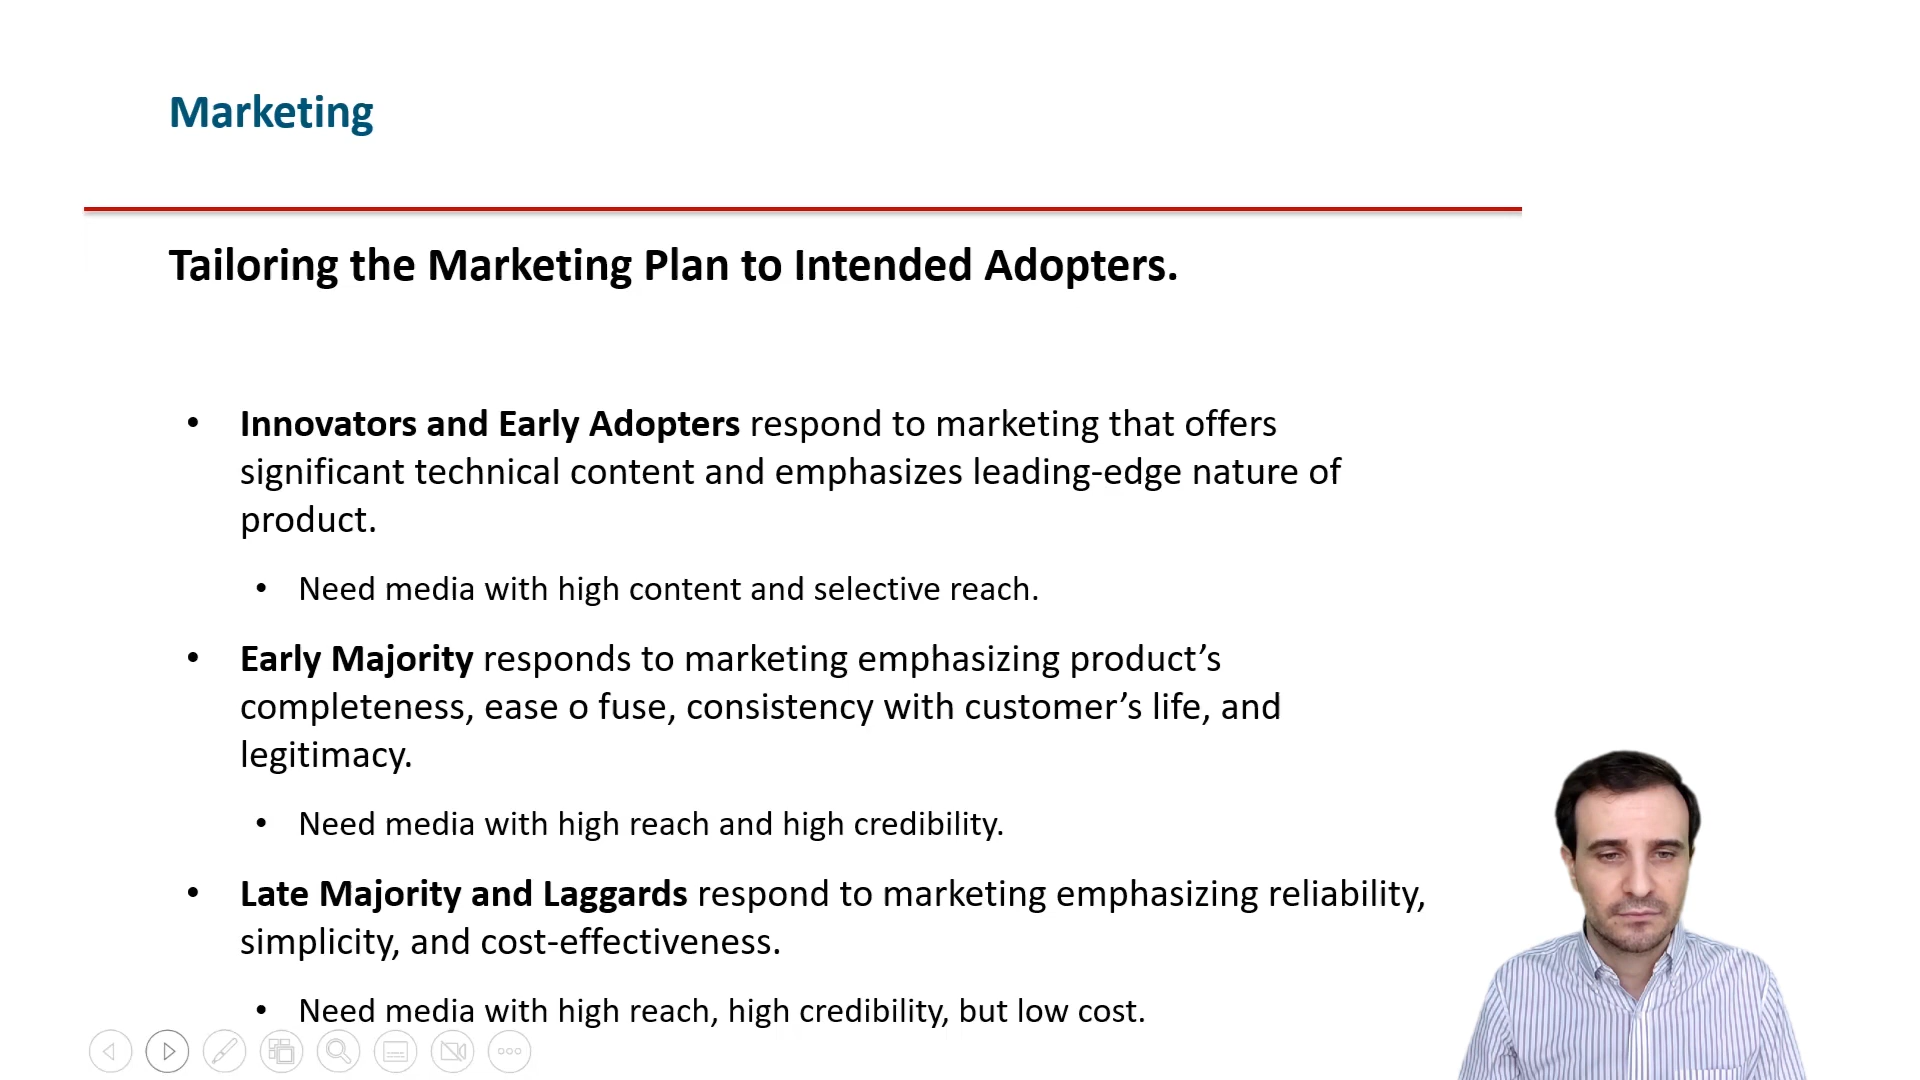 Marketing
Tailoring the Marketing Plan to Intended Adopters.
• Innovators and Early Adopters respond to marketing that offers
significant technical content and emphasizes leading-edge nature of
product.
• Need media with high content and selective reach.
• Early Majority responds to marketing emphasizing product’s
completeness, ease o fuse, consistency with customer’s life, and
legitimacy.
• Need media with high reach and high credibility.
• Late Majority and Laggards respond to marketing emphasizing reliability,
simplicity, and cost-effectiveness.
• Need media with high reach, high credibility, but low cost.